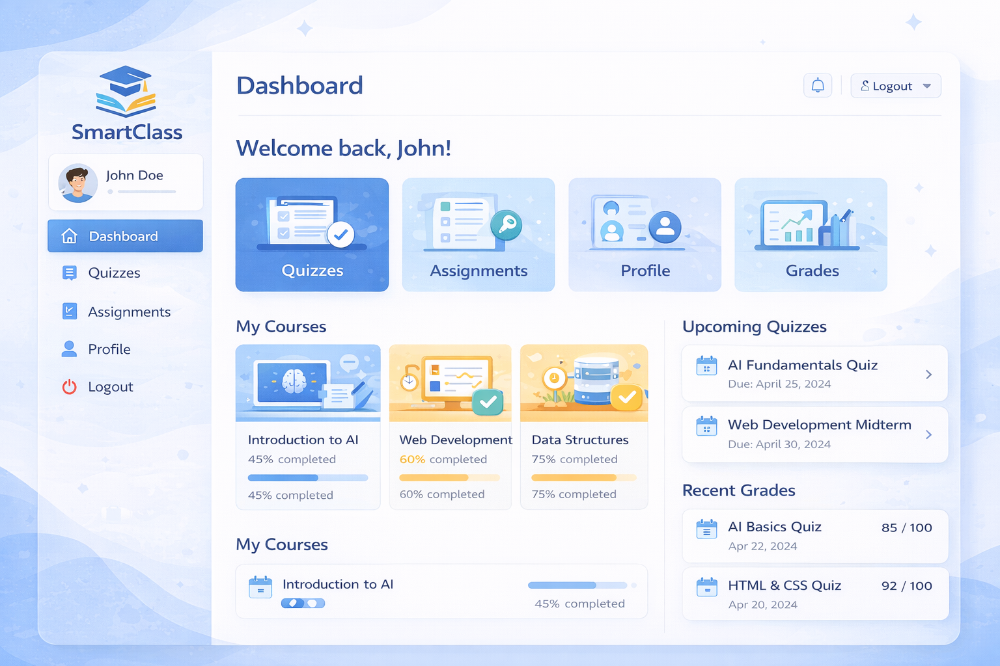 SmartClass
John Doe
Dashboard
Quizzes
Assignments
Profile
Logout
Dashboard
Logout
Welcome back, John!
Quizzes
Assignments
Profile
Grades
My Courses
Introduction to AI
45% completed
45% completed
Web Development
60% completed
60% completed
Data Structures
75% completed
75% completed
My Courses
Introduction to AI
45% completed
Upcoming Quizzes
AI Fundamentals Quiz
Due: April 25, 2024
Web Development Midterm
Due: April 30, 2024
Recent Grades
AI Basics Quiz 85 / 100
Apr 22, 2024
HTML & CSS Quiz 92 / 100
Apr 20, 2024